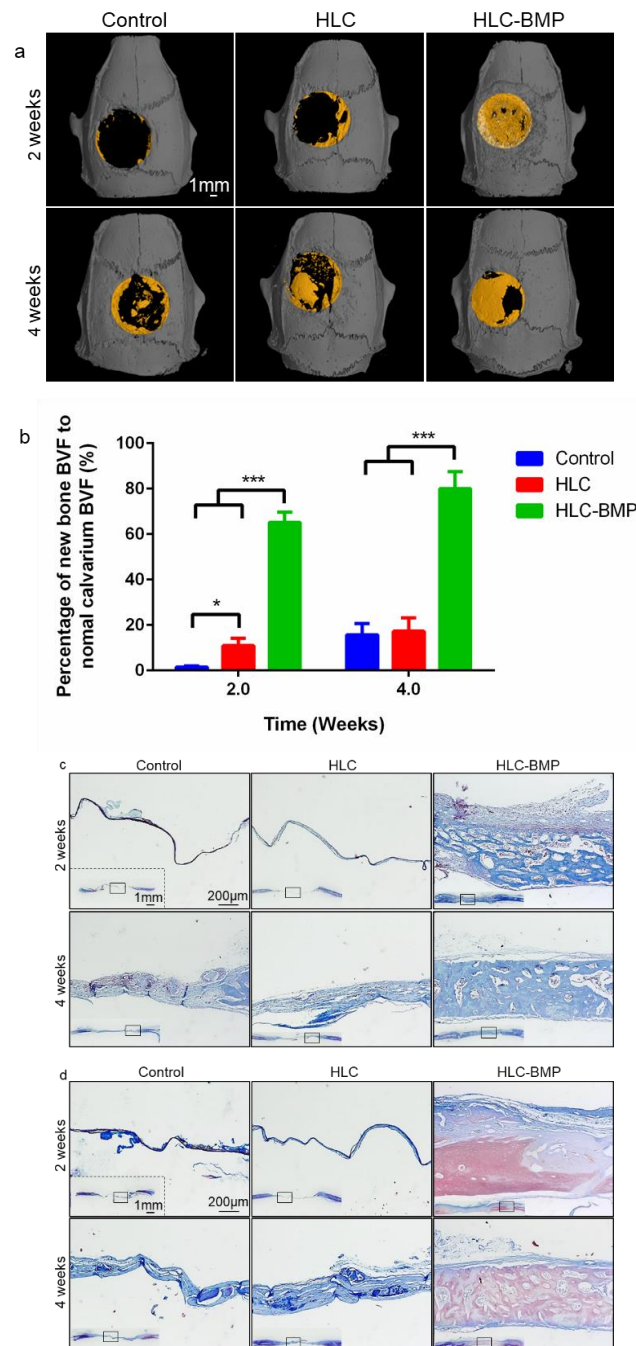 Control HLC HLC-BMP
a
2 weeks
1mm
4 weeks
b
Percentage of new bone BVF to
nomal calvarium BVF (%)
100
80
60
40
20
0
***
***
*
Control
HLC
HLC-BMP
2.0 4.0
Time (Weeks)
c
Control HLC HLC-BMP
2 weeks
1mm 200μm
4 weeks
d
Control HLC HLC-BMP
2 weeks
1mm 200μm
4 weeks